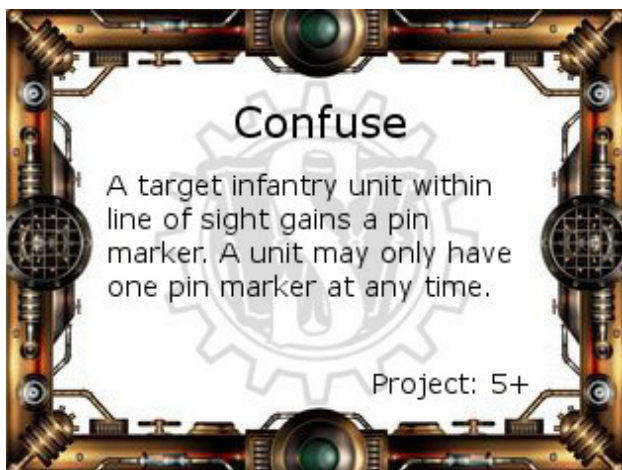 Confuse
A target infantry unit within
line of sight gains a pin
marker. A unit may only have
one pin marker at any time.
Project: 5+